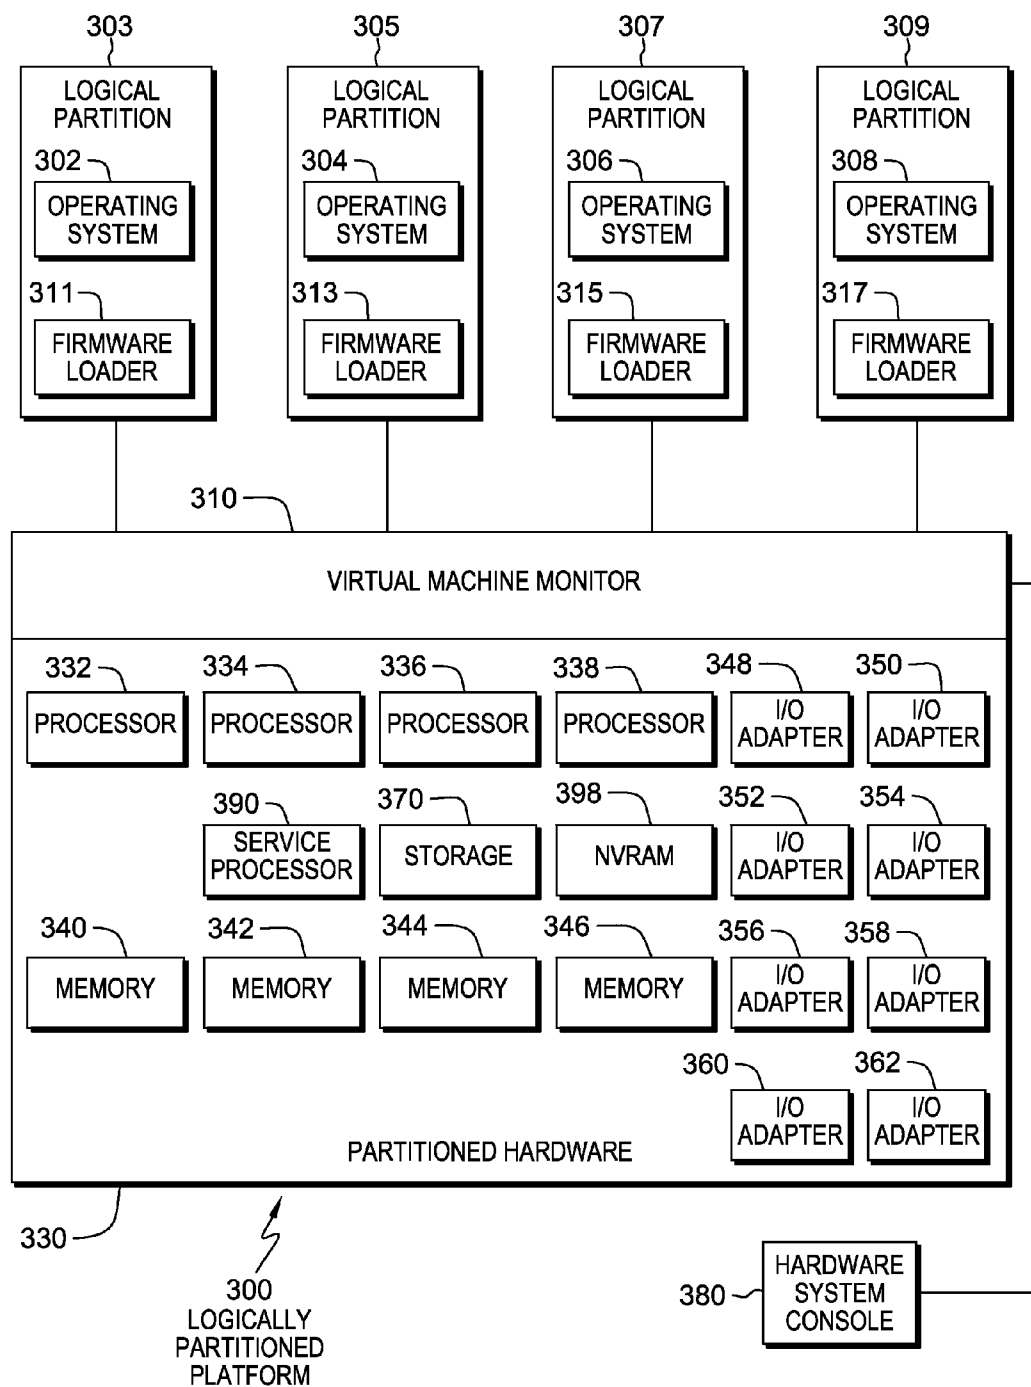 303 305 307 309
LOGICAL PARTITION LOGICAL PARTITION LOGICAL PARTITION LOGICAL PARTITION
302 304 306 308
OPERATING SYSTEM OPERATING SYSTEM OPERATING SYSTEM OPERATING SYSTEM
311 313 315 317
FIRMWARE LOADER FIRMWARE LOADER FIRMWARE LOADER FIRMWARE LOADER
310
VIRTUAL MACHINE MONITOR
332 334 336 338 348 350
PROCESSOR PROCESSOR PROCESSOR PROCESSOR I/O ADAPTER I/O ADAPTER
390 370 398 352 354
SERVICE PROCESSOR STORAGE NVRAM I/O ADAPTER I/O ADAPTER
340 342 344 346 356 358
MEMORY MEMORY MEMORY MEMORY I/O ADAPTER I/O ADAPTER
360 362
I/O ADAPTER I/O ADAPTER
PARTITIONED HARDWARE
330
300
LOGICALLY
PARTITIONED
PLATFORM
380
HARDWARE
SYSTEM
CONSOLE